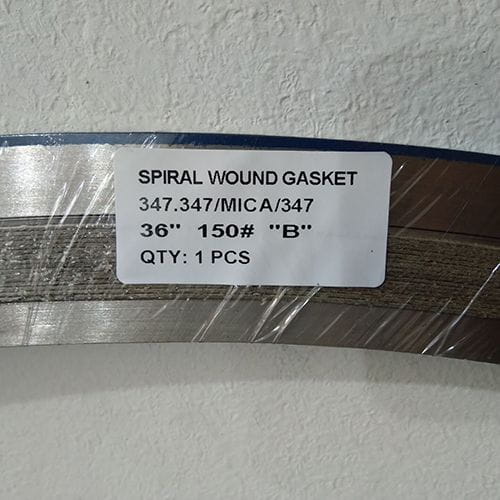 SPIRAL WOUND GASKET
347.347/MICA/347
36" 150# "B"
QTY: 1 PCS